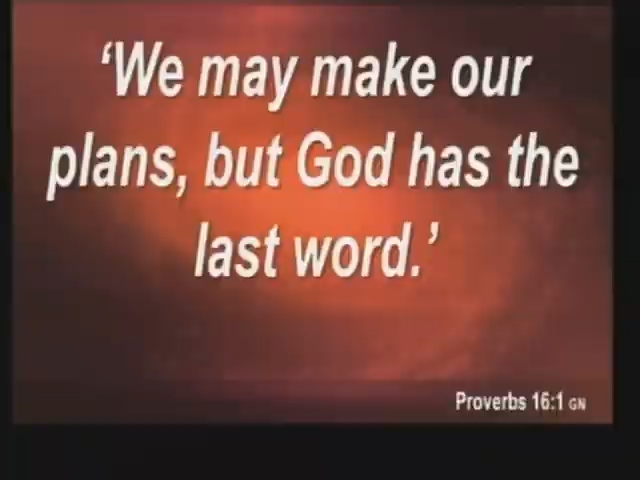 ‘We may make our
plans, but God has the
last word.’
Proverbs 16:1 GN